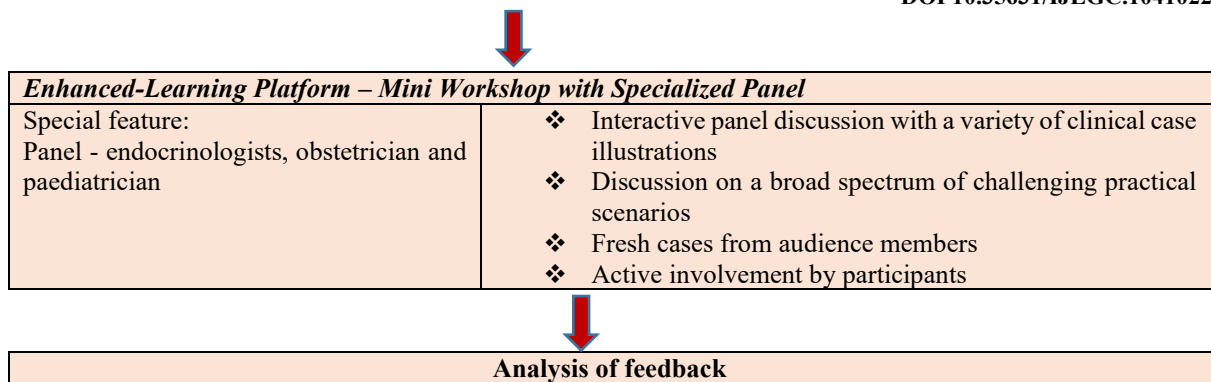 Enhanced-Learning Platform – Mini Workshop with Specialized Panel
Special feature:
Panel - endocrinologists, obstetrician and
paediatrician
❖ Interactive panel discussion with a variety of clinical case
illustrations
❖ Discussion on a broad spectrum of challenging practical
scenarios
❖ Fresh cases from audience members
❖ Active involvement by participants
Analysis of feedback